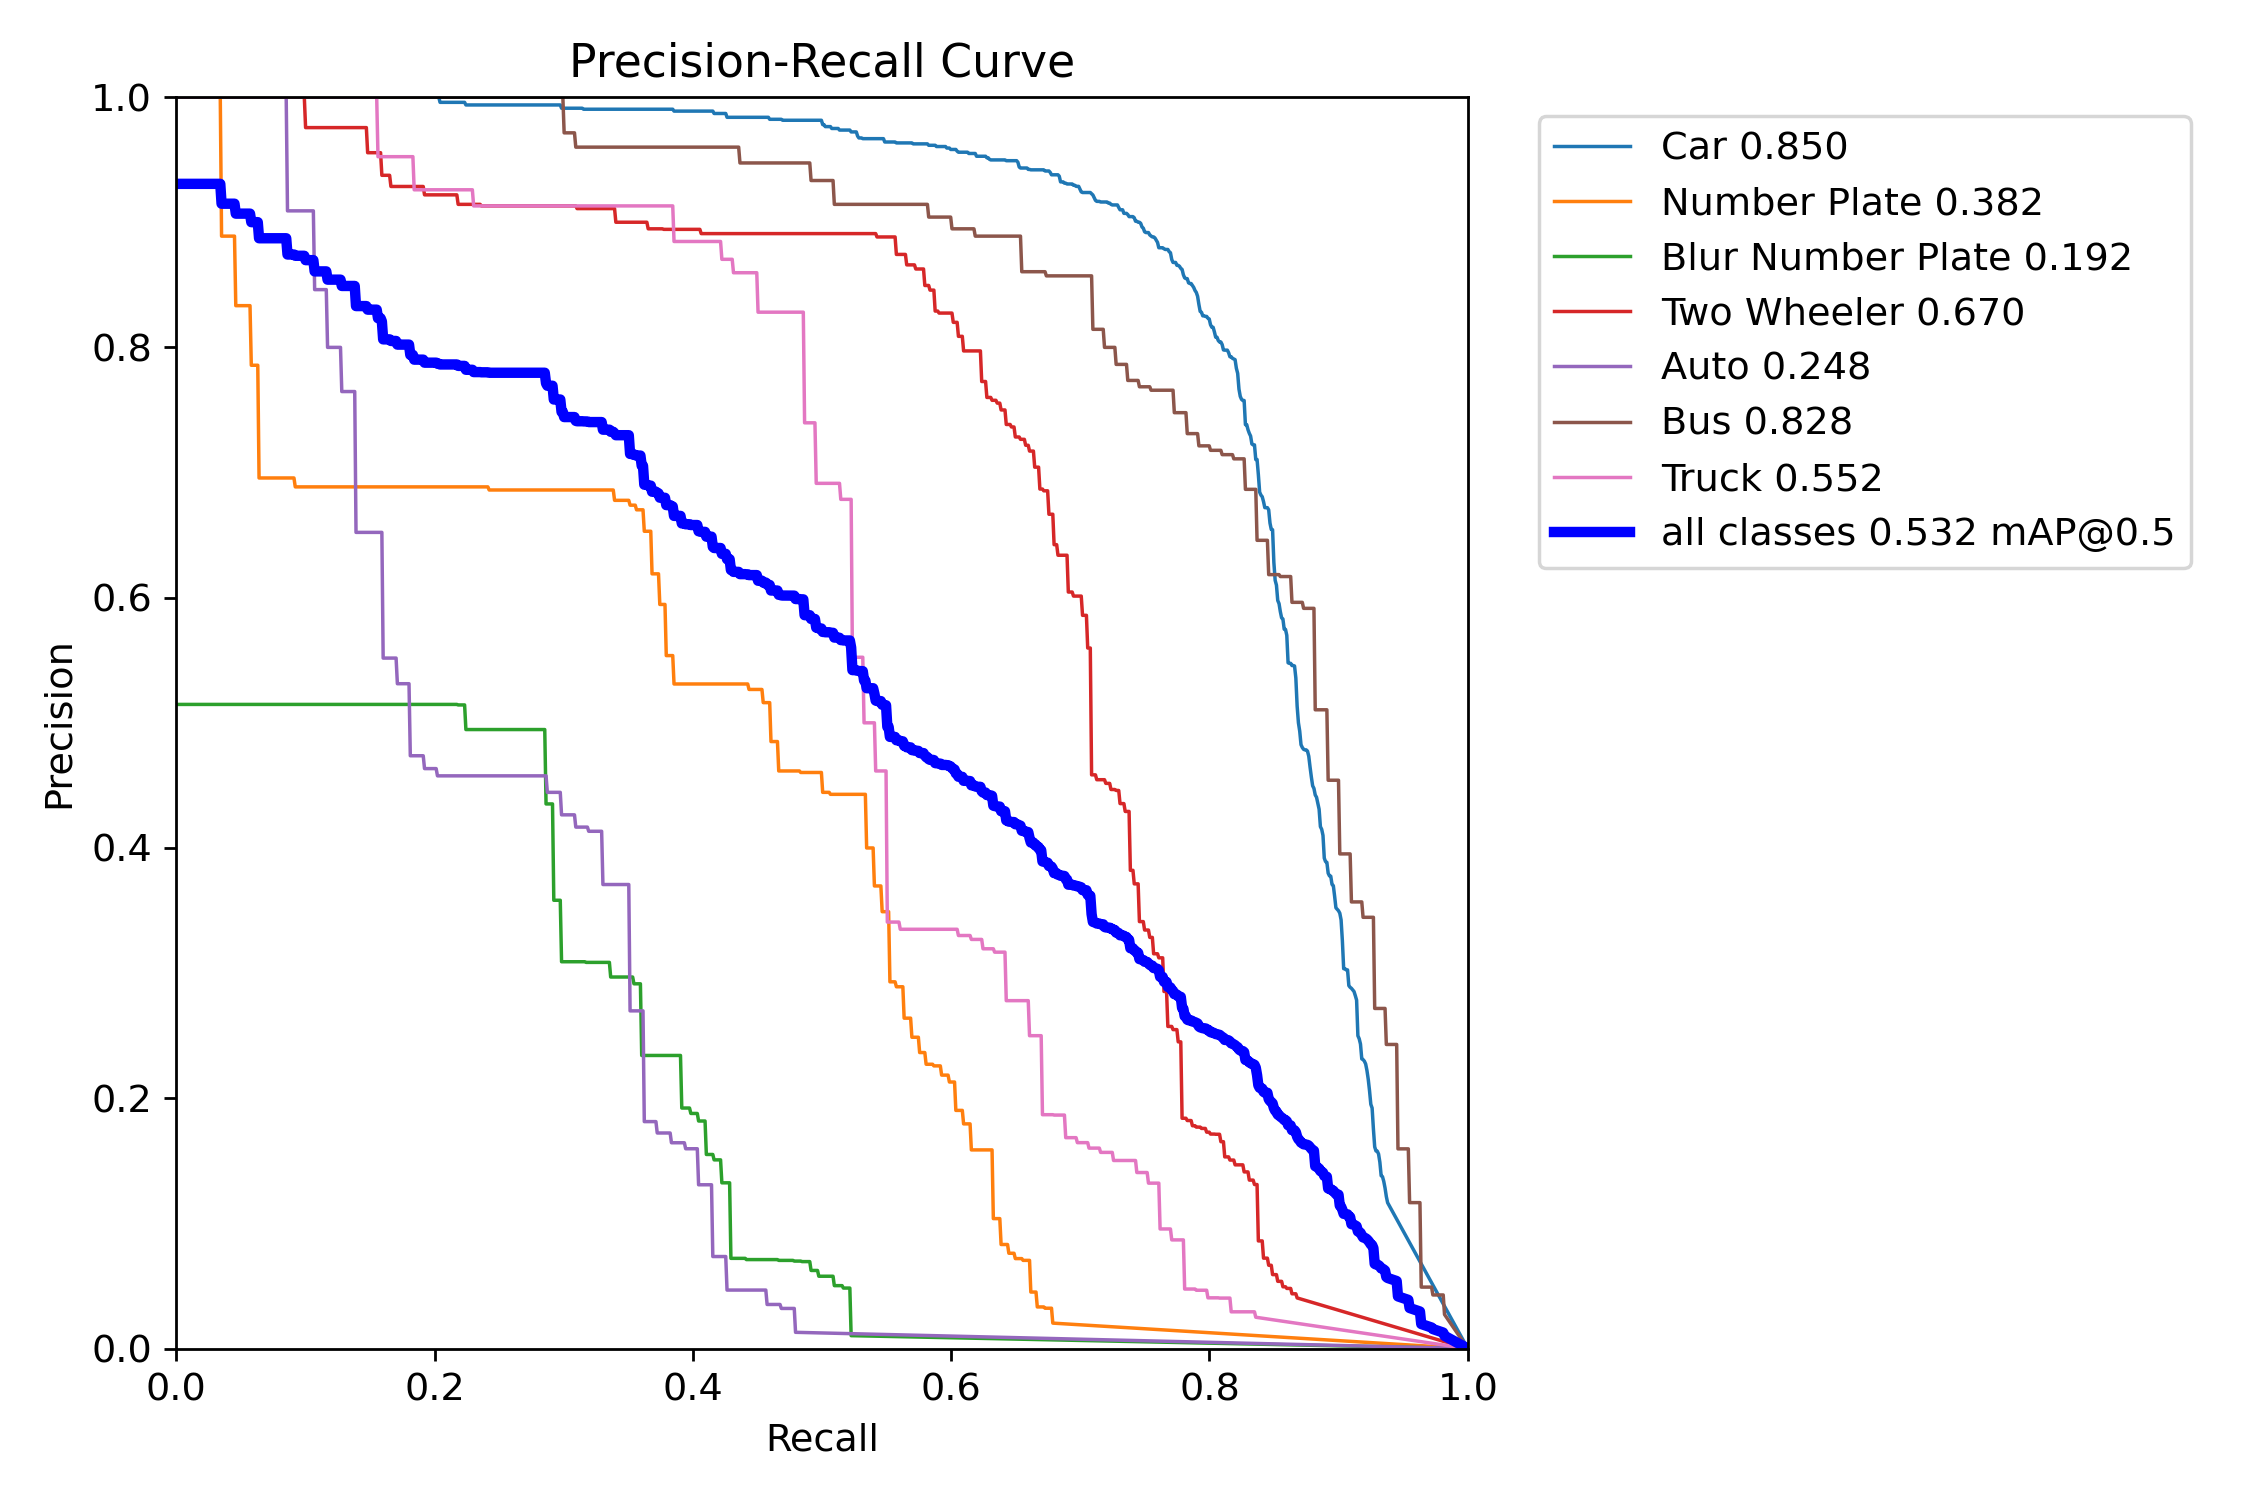 Precision-Recall Curve
1.0
0.8
0.6
0.4
0.2
0.0
Precision
0.0 0.2 0.4 0.6 0.8 1.0
Recall
Car 0.850
Number Plate 0.382
Blur Number Plate 0.192
Two Wheeler 0.670
Auto 0.248
Bus 0.828
Truck 0.552
all classes 0.532 mAP@0.5